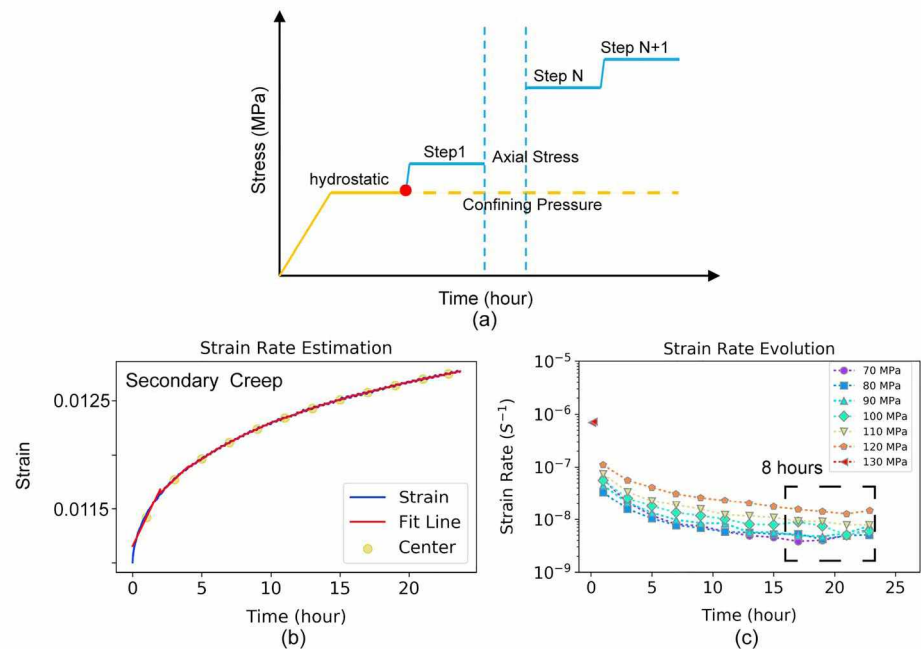 Stress (MPa)
Step N+1
Step N
Step1
Axial Stress
hydrostatic
Confining Pressure
Time (hour)
(a)
Strain Rate Estimation
Secondary Creep
Strain
0.0125
0.0115
Strain
Fit Line
Center
0 5 10 15 20
Time (hour)
(b)
Strain Rate Evolution
Strain Rate (S⁻¹)
10⁻⁵
10⁻⁶
10⁻⁷
10⁻⁸
10⁻⁹
70 MPa
80 MPa
90 MPa
100 MPa
110 MPa
120 MPa
130 MPa
8 hours
0 5 10 15 20 25
Time (hour)
(c)